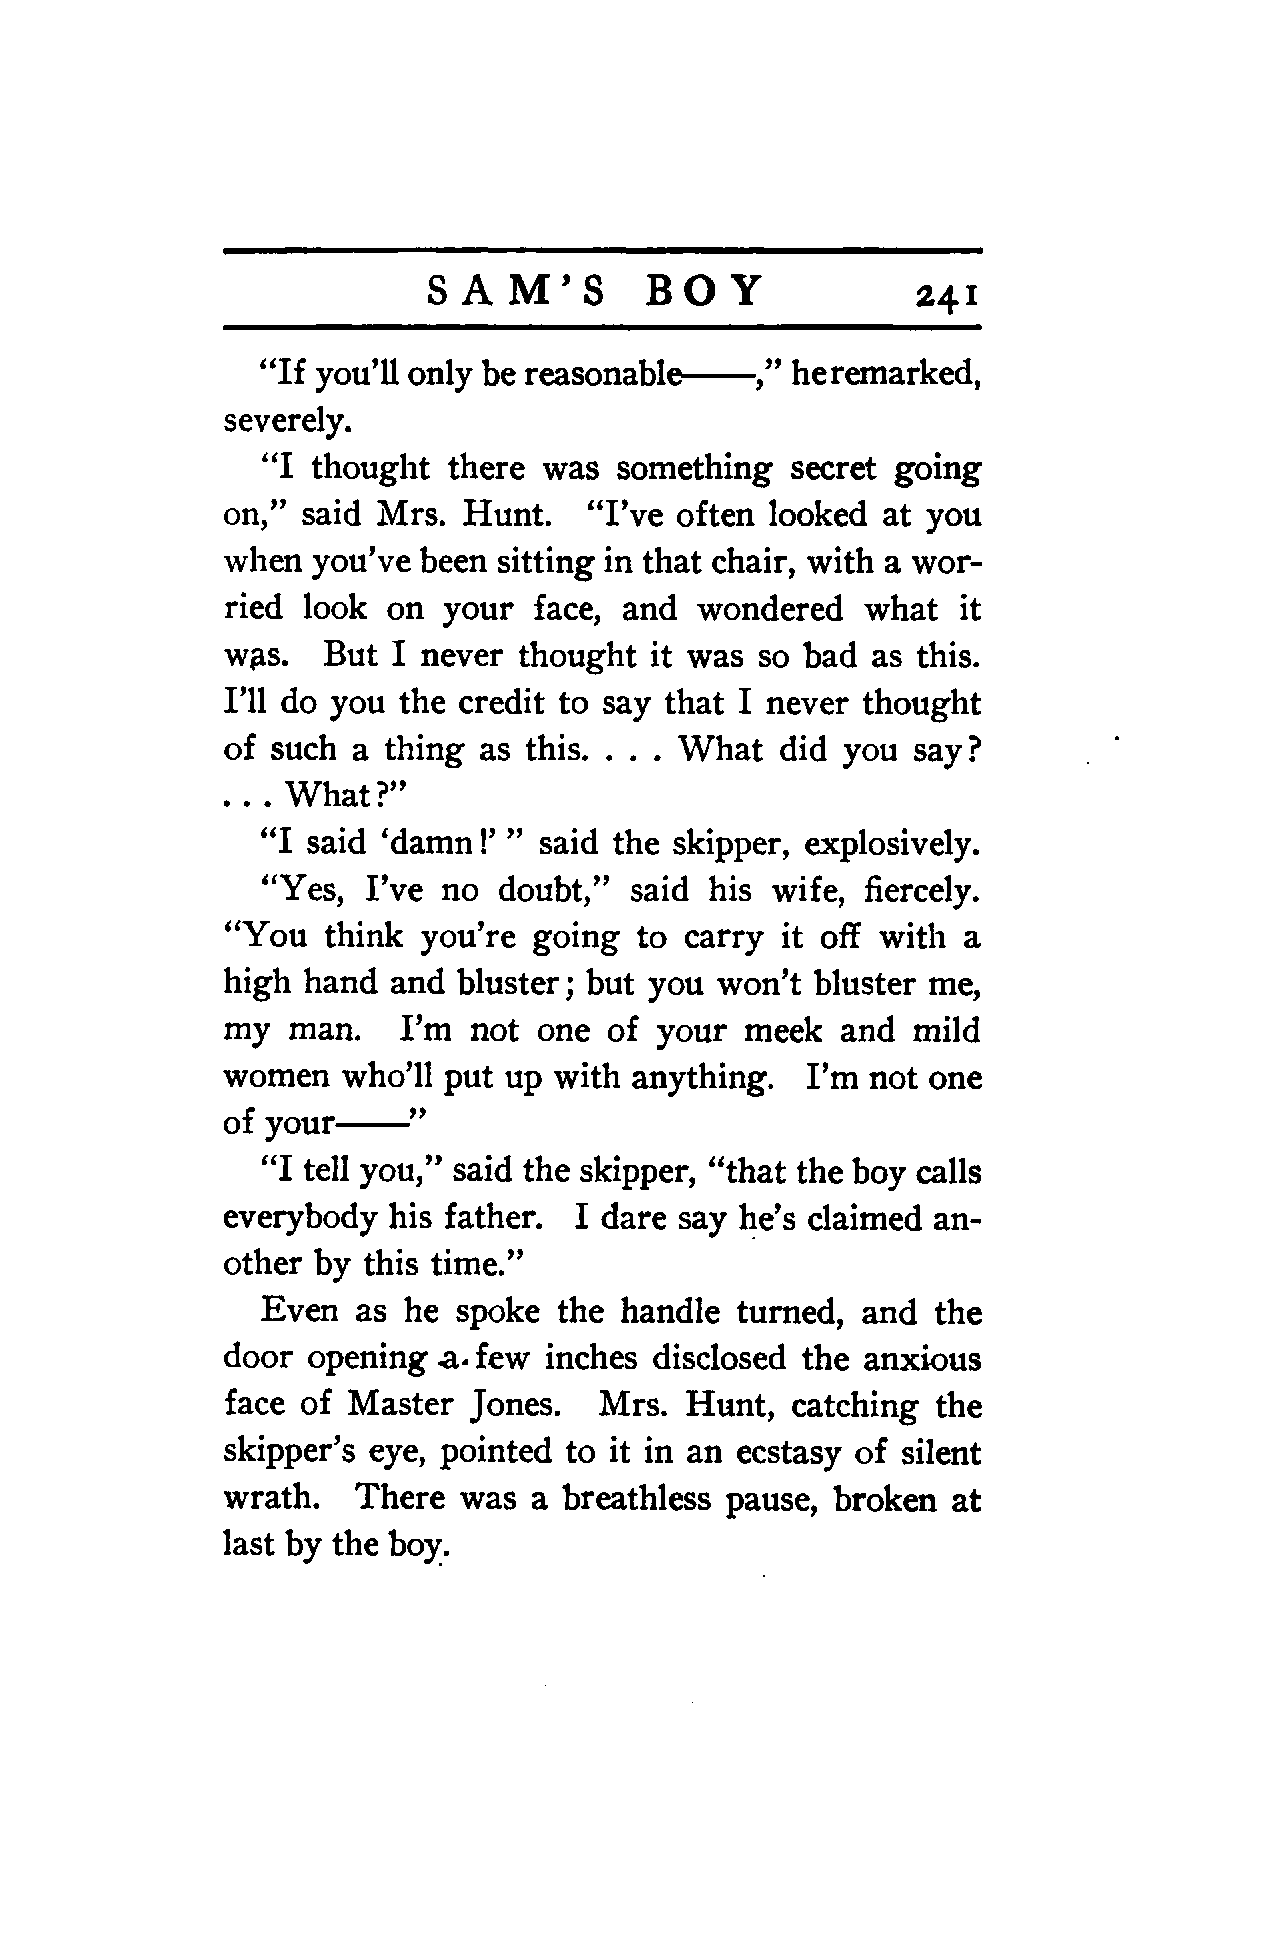 SAM'S BOY 241
"If you'll only be reasonable——," he remarked,
severely.
"I thought there was something secret going
on," said Mrs. Hunt. "I've often looked at you
when you've been sitting in that chair, with a wor-
ried look on your face, and wondered what it
was. But I never thought it was so bad as this.
I'll do you the credit to say that I never thought
of such a thing as this. . . . What did you say?
. . . What?"
"I said 'damn!' " said the skipper, explosively.
"Yes, I've no doubt," said his wife, fiercely.
"You think you're going to carry it off with a
high hand and bluster; but you won't bluster me,
my man. I'm not one of your meek and mild
women who'll put up with anything. I'm not one
of your——"
"I tell you," said the skipper, "that the boy calls
everybody his father. I dare say he's claimed an-
other by this time."
Even as he spoke the handle turned, and the
door opening a few inches disclosed the anxious
face of Master Jones. Mrs. Hunt, catching the
skipper's eye, pointed to it in an ecstasy of silent
wrath. There was a breathless pause, broken at
last by the boy.